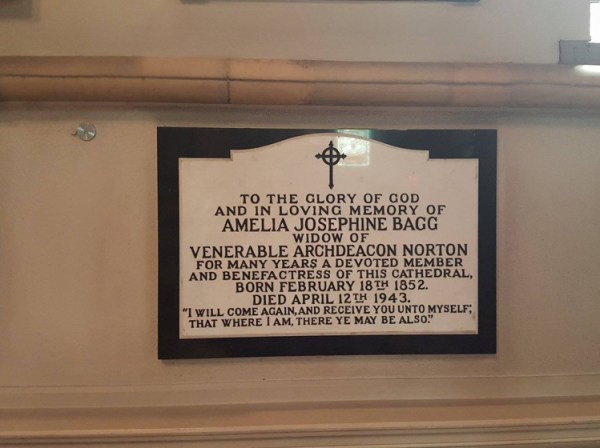 TO THE GLORY OF GOD
AND IN LOVING MEMORY OF
AMELIA JOSEPHINE BAGG
WIDOW OF
VENERABLE ARCHDEACON NORTON
FOR MANY YEARS A DEVOTED MEMBER
AND BENEFACTRESS OF THIS CATHEDRAL,
BORN FEBRUARY 18TH 1852.
DIED APRIL 12TH 1943.
"I WILL COME AGAIN, AND RECEIVE YOU UNTO MYSELF;
THAT WHERE I AM, THERE YE MAY BE ALSO."